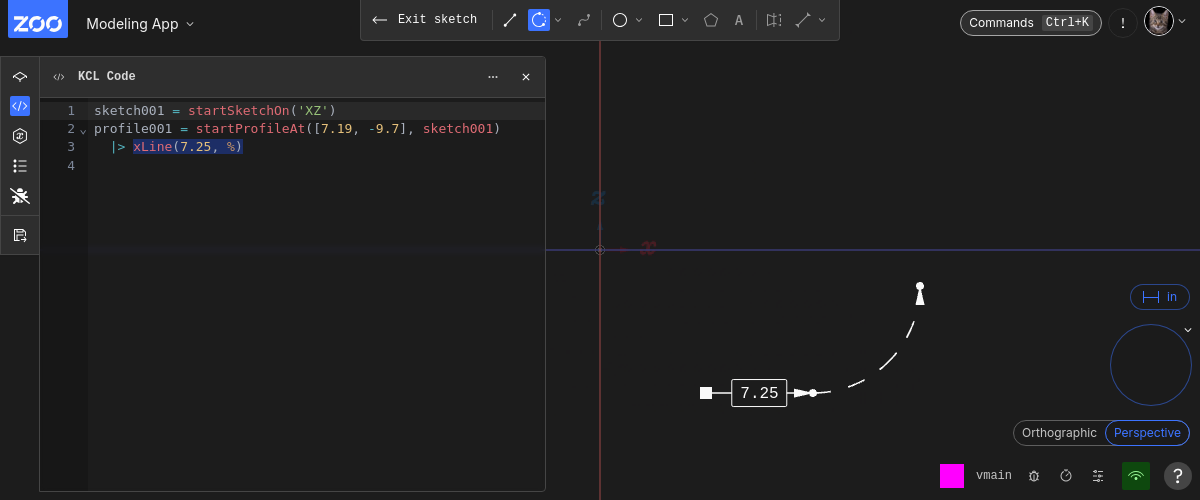 ZOO
Modeling App
Exit sketch
A
Commands Ctrl+K
!
KCL Code
1 sketch001 = startSketchOn('XZ')
2 profile001 = startProfileAt([7.19, -9.7], sketch001)
3 |> xLine(7.25, %)
4
z
x
in
7.25
Orthographic Perspective
vmain
?